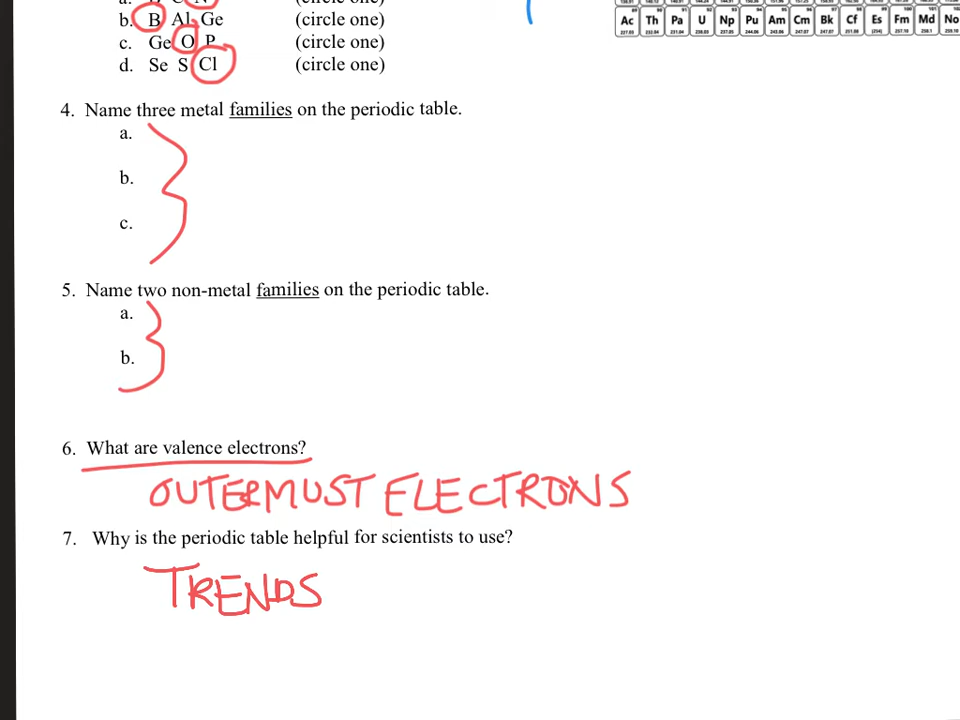 b. B Al Ge (circle one)
c. Ge O P (circle one)
d. Se S Cl (circle one)
Ac Th Pa U Np Pu Am Cm Bk Cf Es Fm Md No
4. Name three metal families on the periodic table.
a.
b.
c.
5. Name two non-metal families on the periodic table.
a.
b.
6. What are valence electrons?
OUTERMUST ELECTRONS
7. Why is the periodic table helpful for scientists to use?
TRENDS